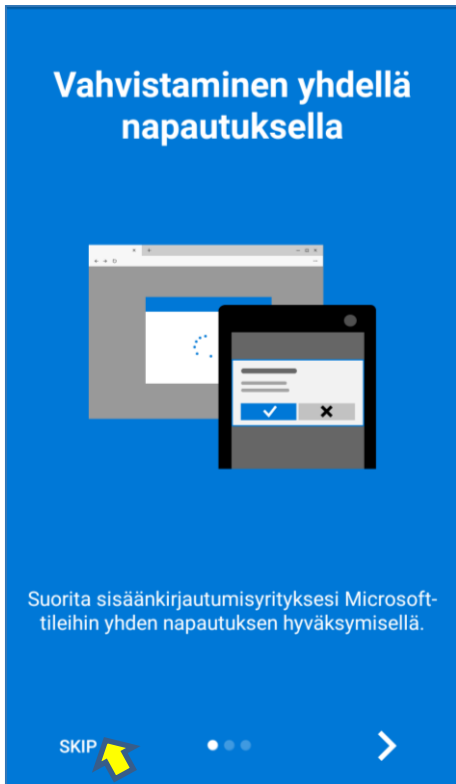 Vahvistaminen yhdellä
napautuksella
Suorita sisäänkirjautumisyrityksesi Microsoft-
tileihin yhden napautuksen hyväksymisellä.
SKIP